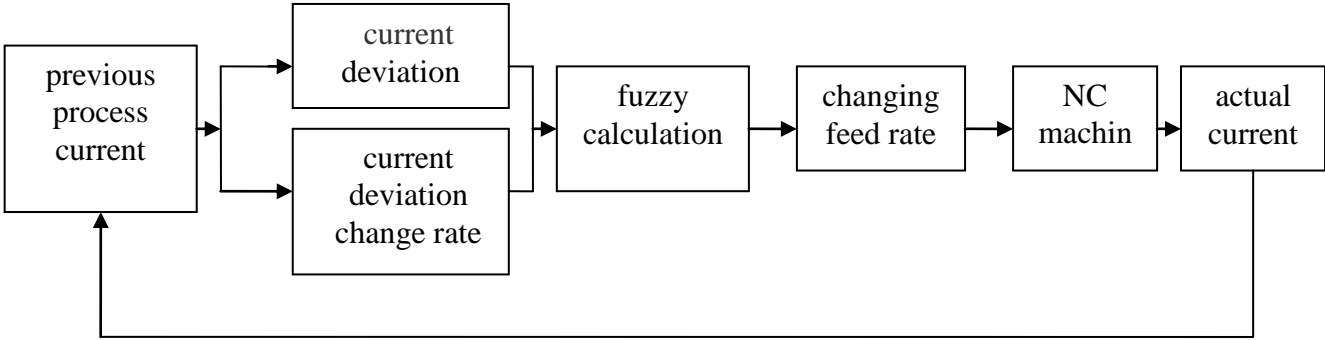 previous
process
current
current
deviation
current
deviation
change rate
fuzzy
calculation
changing
feed rate
NC
machin
actual
current